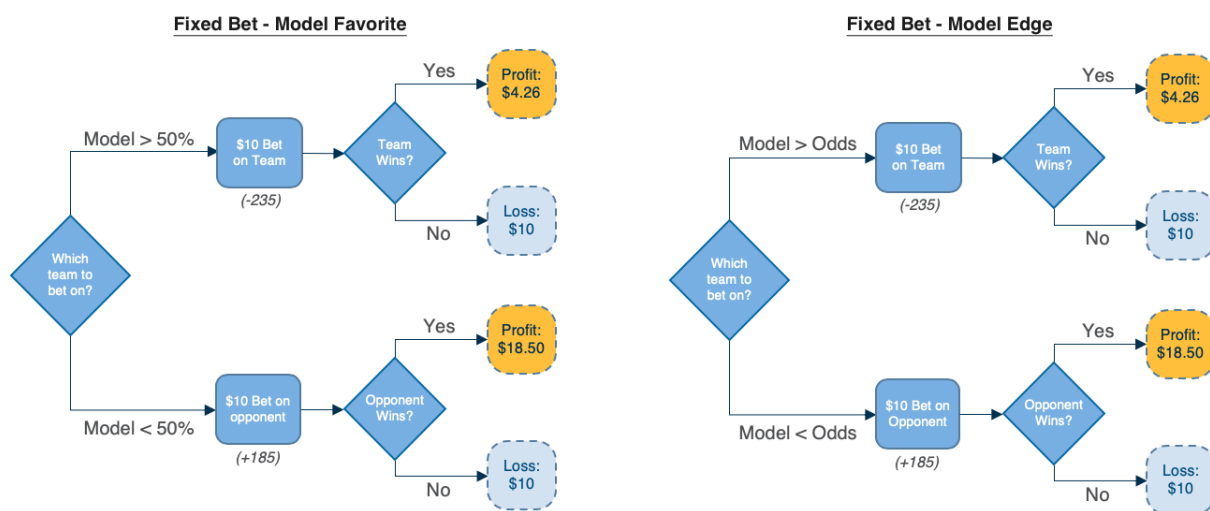 Fixed Bet - Model Favorite
Yes
Profit:
$4.26
Model > 50%
$10 Bet
on Team
(-235)
Team
Wins?
No
Loss:
$10
Which
team to
bet on?
Yes
Profit:
$18.50
Model < 50%
$10 Bet on
opponent
(+185)
Opponent
Wins?
No
Loss:
$10
Fixed Bet - Model Edge
Yes
Profit:
$4.26
Model > Odds
$10 Bet
on Team
(-235)
Team
Wins?
No
Loss:
$10
Which
team to
bet on?
Yes
Profit:
$18.50
Model < Odds
$10 Bet on
Opponent
(+185)
Opponent
Wins?
No
Loss:
$10